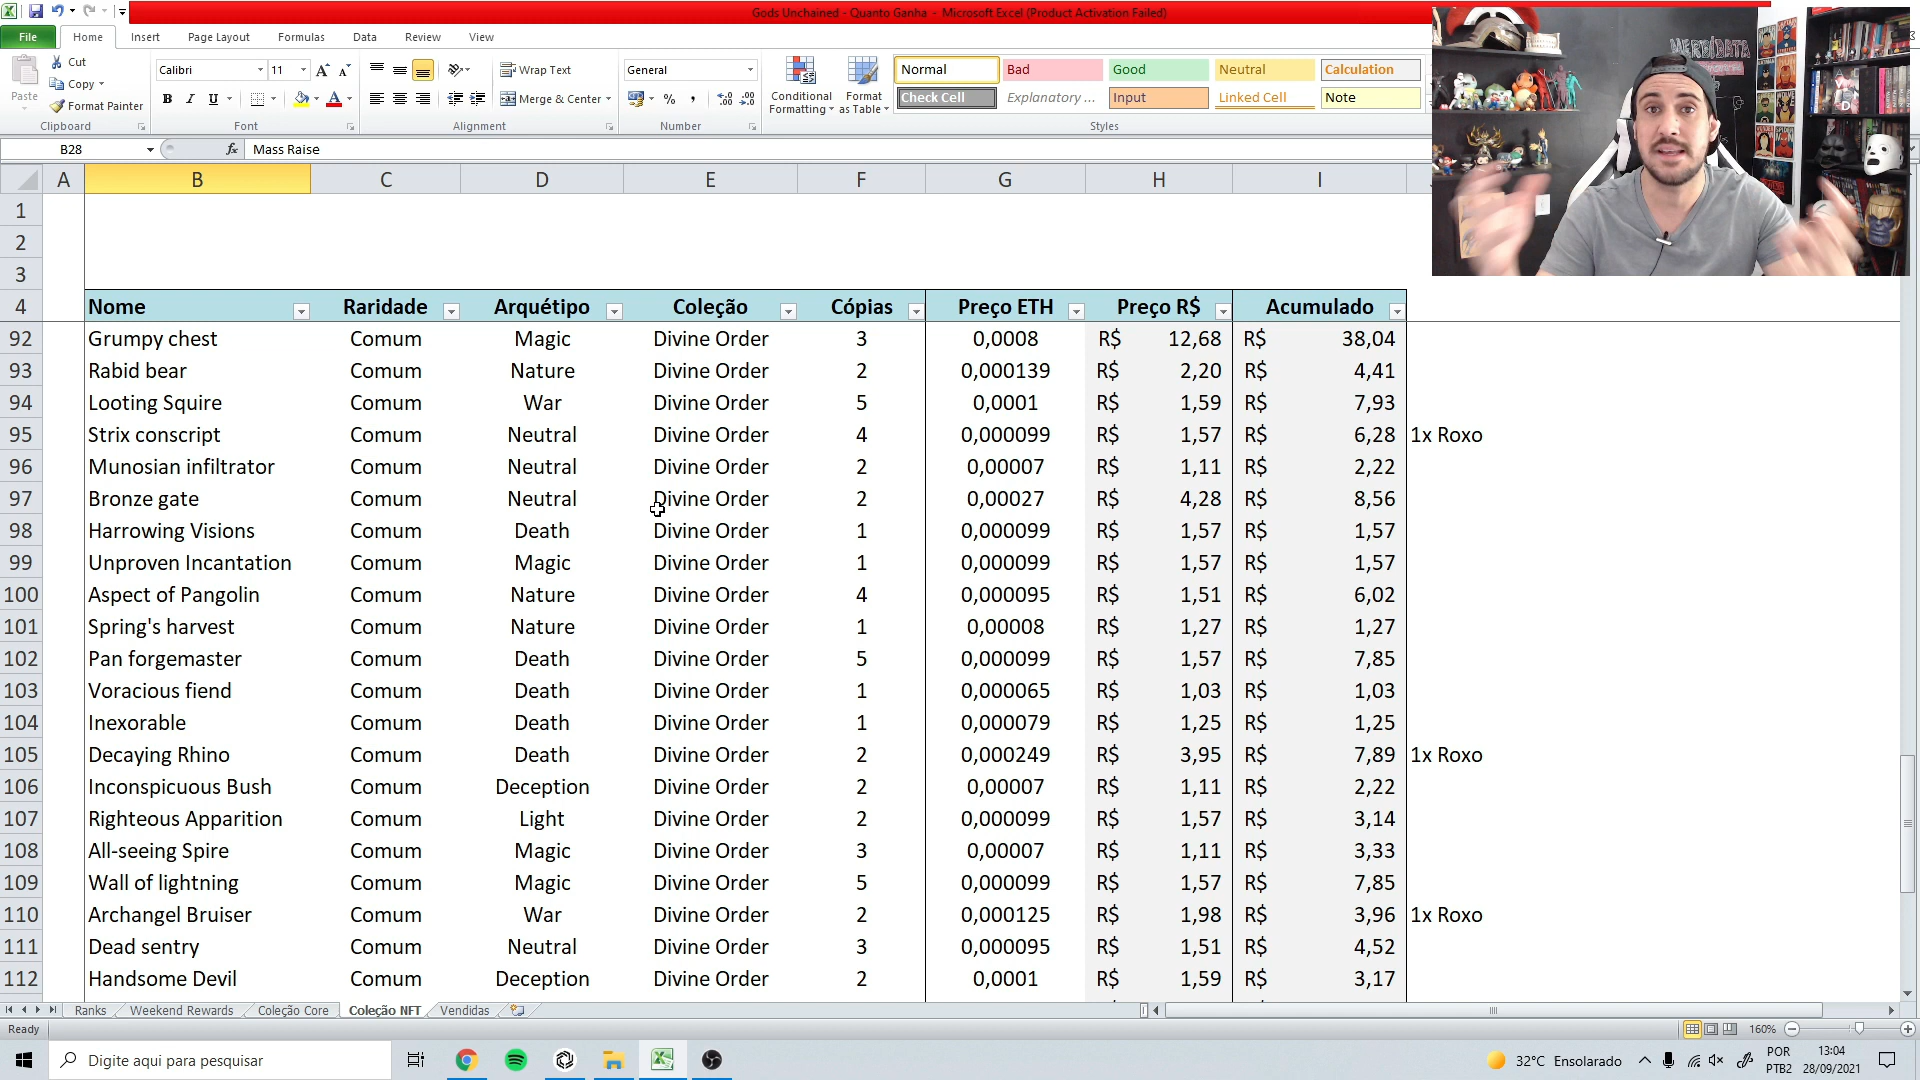 Gods Unchained - Quanto Ganha - Microsoft Excel (Product Activation Failed)
File Home Insert Page Layout Formulas Data Review View
Paste Cut Copy Format Painter Clipboard
Calibri 11 Font
Wrap Text Merge & Center Alignment
General Number
Conditional Formatting Format as Table
Normal Bad Good Neutral Calculation
Check Cell Explanatory ... Input Linked Cell Note
Styles
B28 fx Mass Raise
A B C D E F G H I
1
2
3
4 Nome Raridade Arquétipo Coleção Cópias Preço ETH Preço R$ Acumulado
92 Grumpy chest Comum Magic Divine Order 3 0,0008 R$ 12,68 R$ 38,04
93 Rabid bear Comum Nature Divine Order 2 0,000139 R$ 2,20 R$ 4,41
94 Looting Squire Comum War Divine Order 5 0,0001 R$ 1,59 R$ 7,93
95 Strix conscript Comum Neutral Divine Order 4 0,000099 R$ 1,57 R$ 6,28 1x Roxo
96 Munosian infiltrator Comum Neutral Divine Order 2 0,00007 R$ 1,11 R$ 2,22
97 Bronze gate Comum Neutral Divine Order 2 0,00027 R$ 4,28 R$ 8,56
98 Harrowing Visions Comum Death Divine Order 1 0,000099 R$ 1,57 R$ 1,57
99 Unproven Incantation Comum Magic Divine Order 1 0,000099 R$ 1,57 R$ 1,57
100 Aspect of Pangolin Comum Nature Divine Order 4 0,000095 R$ 1,51 R$ 6,02
101 Spring's harvest Comum Nature Divine Order 1 0,00008 R$ 1,27 R$ 1,27
102 Pan forgemaster Comum Death Divine Order 5 0,000099 R$ 1,57 R$ 7,85
103 Voracious fiend Comum Death Divine Order 1 0,000065 R$ 1,03 R$ 1,03
104 Inexorable Comum Death Divine Order 1 0,000079 R$ 1,25 R$ 1,25
105 Decaying Rhino Comum Death Divine Order 2 0,000249 R$ 3,95 R$ 7,89 1x Roxo
106 Inconspicuous Bush Comum Deception Divine Order 2 0,00007 R$ 1,11 R$ 2,22
107 Righteous Apparition Comum Light Divine Order 2 0,000099 R$ 1,57 R$ 3,14
108 All-seeing Spire Comum Magic Divine Order 3 0,00007 R$ 1,11 R$ 3,33
109 Wall of lightning Comum Magic Divine Order 5 0,000099 R$ 1,57 R$ 7,85
110 Archangel Bruiser Comum War Divine Order 2 0,000125 R$ 1,98 R$ 3,96 1x Roxo
111 Dead sentry Comum Neutral Divine Order 3 0,000095 R$ 1,51 R$ 4,52
112 Handsome Devil Comum Deception Divine Order 2 0,0001 R$ 1,59 R$ 3,17
Ranks Weekend Rewards Coleção Core Coleção NFT Vendidas
Ready 160%
Digite aqui para pesquisar 32°C Ensolarado POR PTB2 13:04 28/09/2021